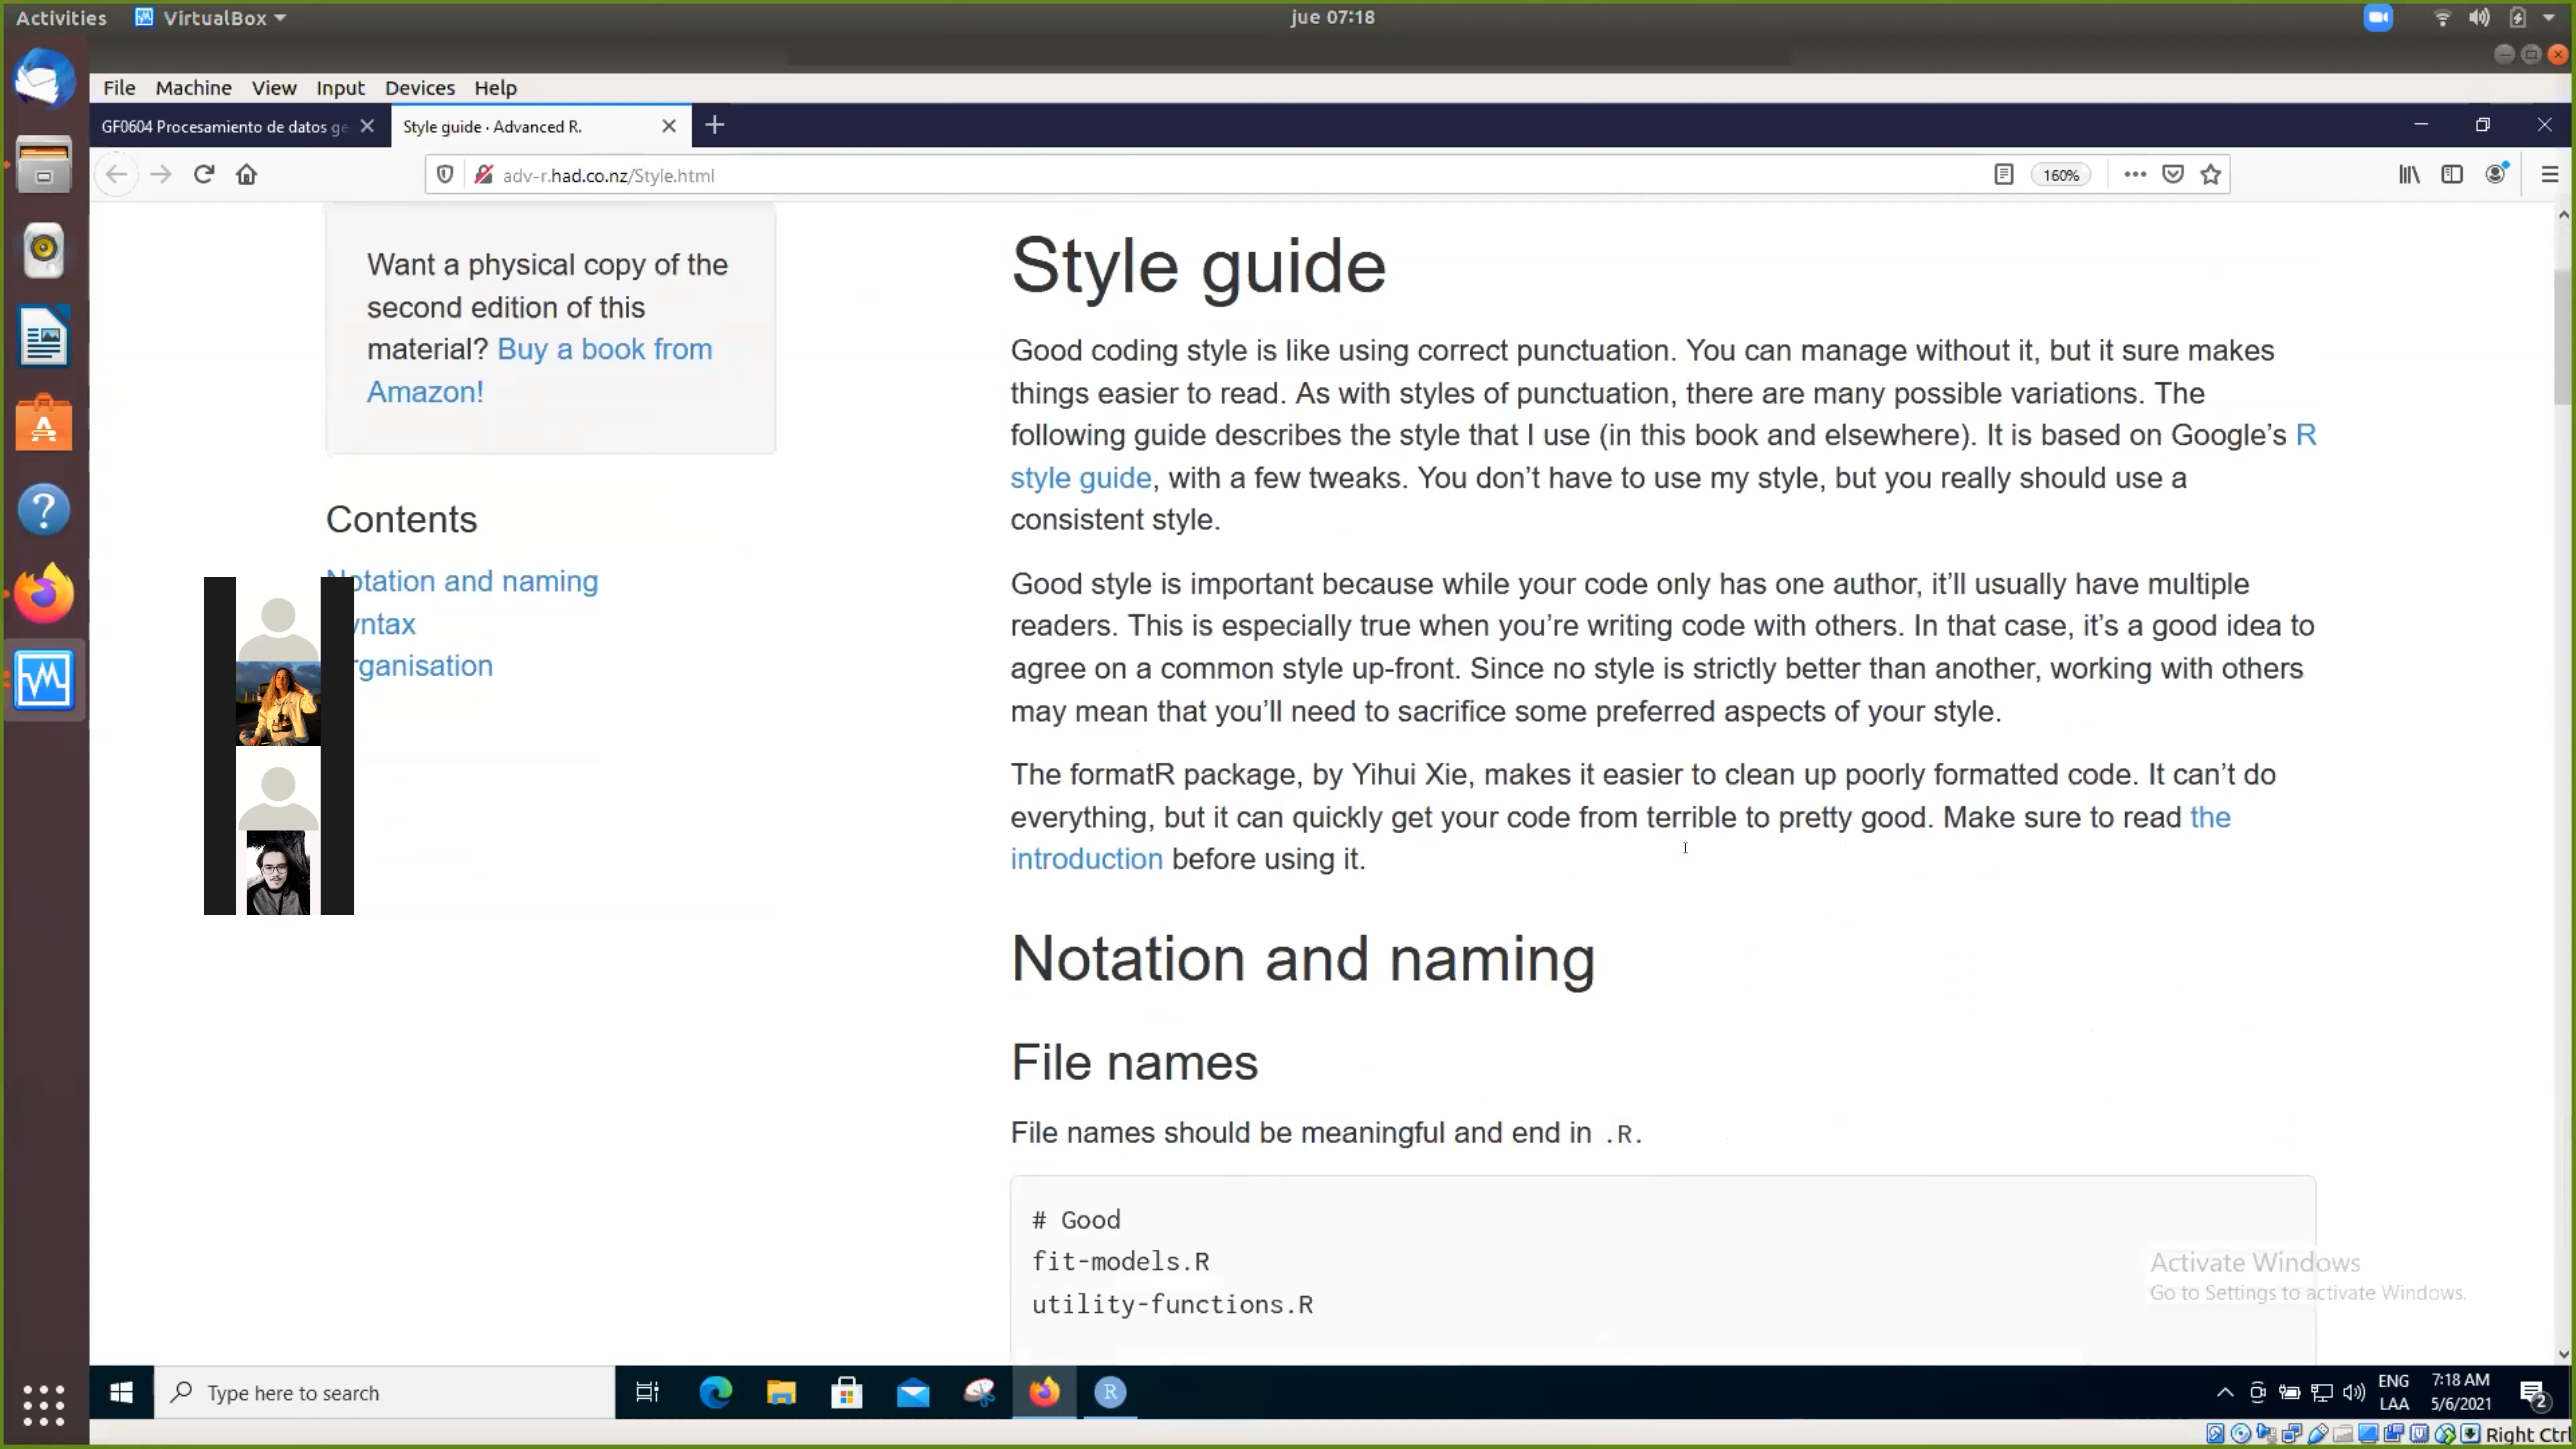 Activities VirtualBox jue 07:18
File Machine View Input Devices Help
GF0604 Procesamiento de datos ge Style guide · Advanced R.
adv-r.had.co.nz/Style.html 160%
Want a physical copy of the
second edition of this
material? Buy a book from
Amazon!
Contents
Notation and naming
yntax
rganisation
Style guide
Good coding style is like using correct punctuation. You can manage without it, but it sure makes
things easier to read. As with styles of punctuation, there are many possible variations. The
following guide describes the style that I use (in this book and elsewhere). It is based on Google’s R
style guide, with a few tweaks. You don’t have to use my style, but you really should use a
consistent style.
Good style is important because while your code only has one author, it’ll usually have multiple
readers. This is especially true when you’re writing code with others. In that case, it’s a good idea to
agree on a common style up-front. Since no style is strictly better than another, working with others
may mean that you’ll need to sacrifice some preferred aspects of your style.
The formatR package, by Yihui Xie, makes it easier to clean up poorly formatted code. It can’t do
everything, but it can quickly get your code from terrible to pretty good. Make sure to read the
introduction before using it.
Notation and naming
File names
File names should be meaningful and end in .R.
# Good
fit-models.R
utility-functions.R
Activate Windows
Go to Settings to activate Windows.
Type here to search
R
ENG 7:18 AM
LAA 5/6/2021
2
Right Ctrl